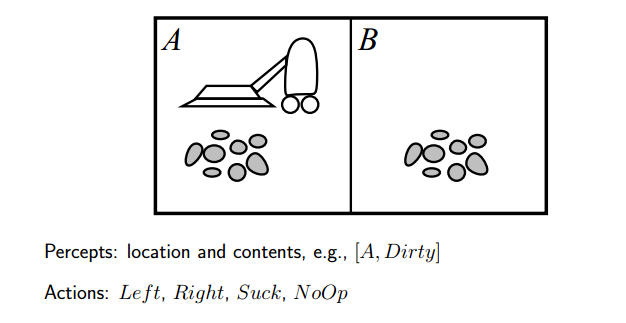 A B
Percepts: location and contents, e.g., [A, Dirty]
Actions: Left, Right, Suck, NoOp